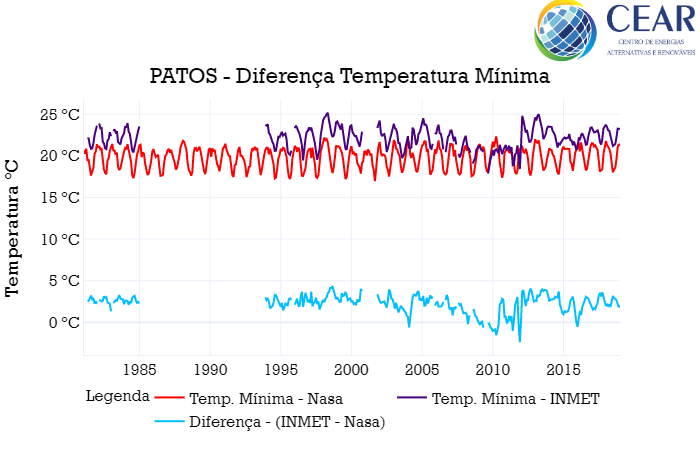 CEAR
CENTRO DE ENERGIAS
ALTERNATIVAS E RENOVÁVEIS
PATOS - Diferença Temperatura Mínima
Temperatura °C
25 °C
20 °C
15 °C
10 °C
5 °C
0 °C
1985 1990 1995 2000 2005 2010 2015
Legenda Temp. Mínima - Nasa Temp. Mínima - INMET
Diferença - (INMET - Nasa)